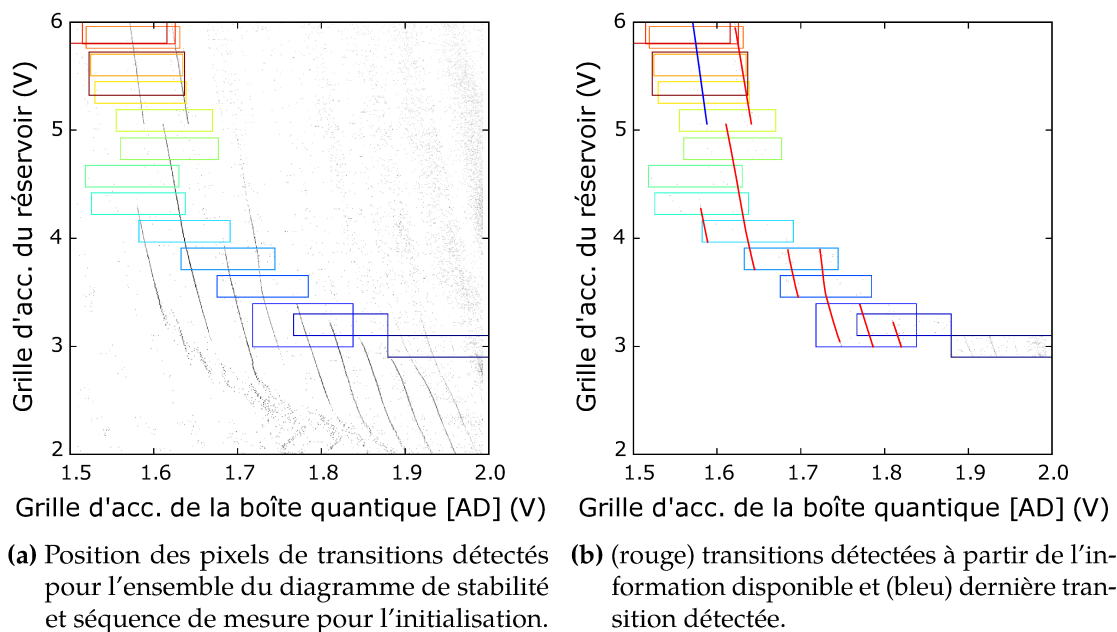 6
5
4
3
2
1.5 1.6 1.7 1.8 1.9 2.0
Grille d'acc. du réservoir (V)
Grille d'acc. de la boîte quantique [AD] (V)
(a) Position des pixels de transitions détectés
pour l'ensemble du diagramme de stabilité
et séquence de mesure pour l'initialisation.
6
5
4
3
2
1.5 1.6 1.7 1.8 1.9 2.0
Grille d'acc. du réservoir (V)
Grille d'acc. de la boîte quantique [AD] (V)
(b) (rouge) transitions détectées à partir de l'in-
formation disponible et (bleu) dernière tran-
sition détectée.